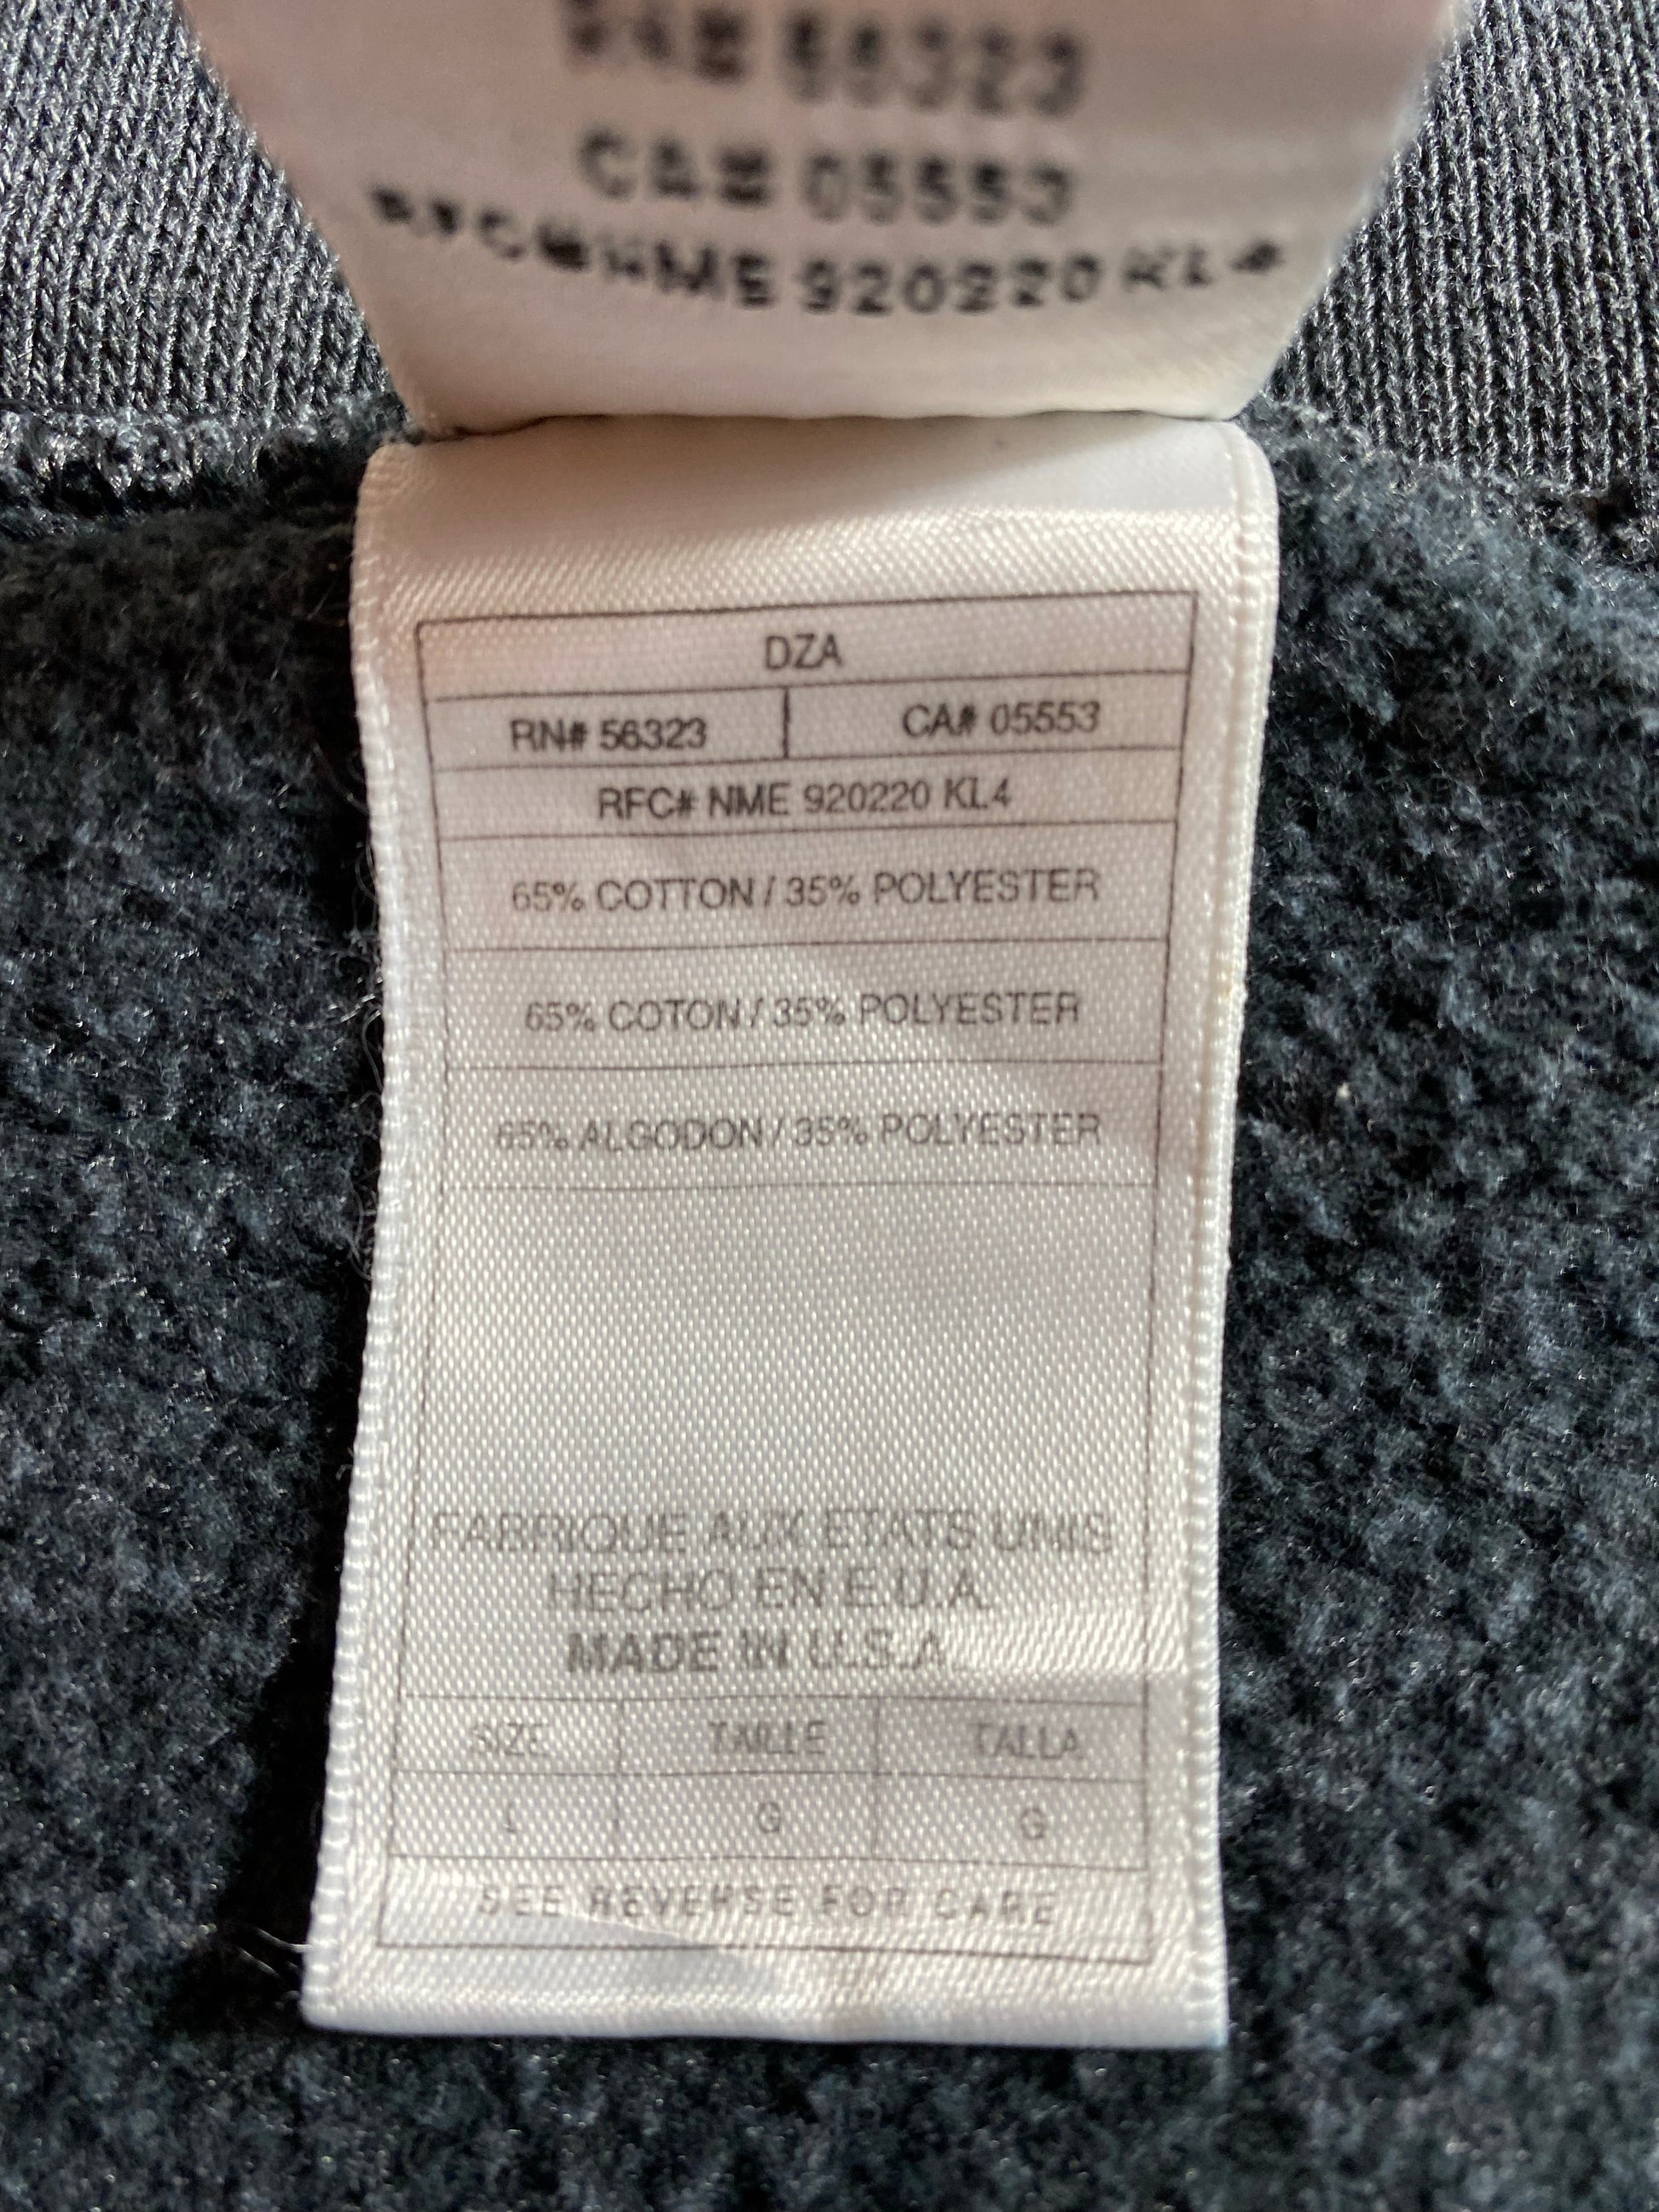 RN# 56323
CA# 05553
RFC# NME 920220 KL4
DZA
RN# 56323 CA# 05553
RFC# NME 920220 KL4
65% COTTON / 35% POLYESTER
65% COTON / 35% POLYESTER
65% ALGODON / 35% POLYESTER
FABRIQUE AUX ETATS UNIS
HECHO EN E.U.A.
MADE IN U.S.A.
SIZE TAILLE TALLA
L G G
SEE REVERSE FOR CARE